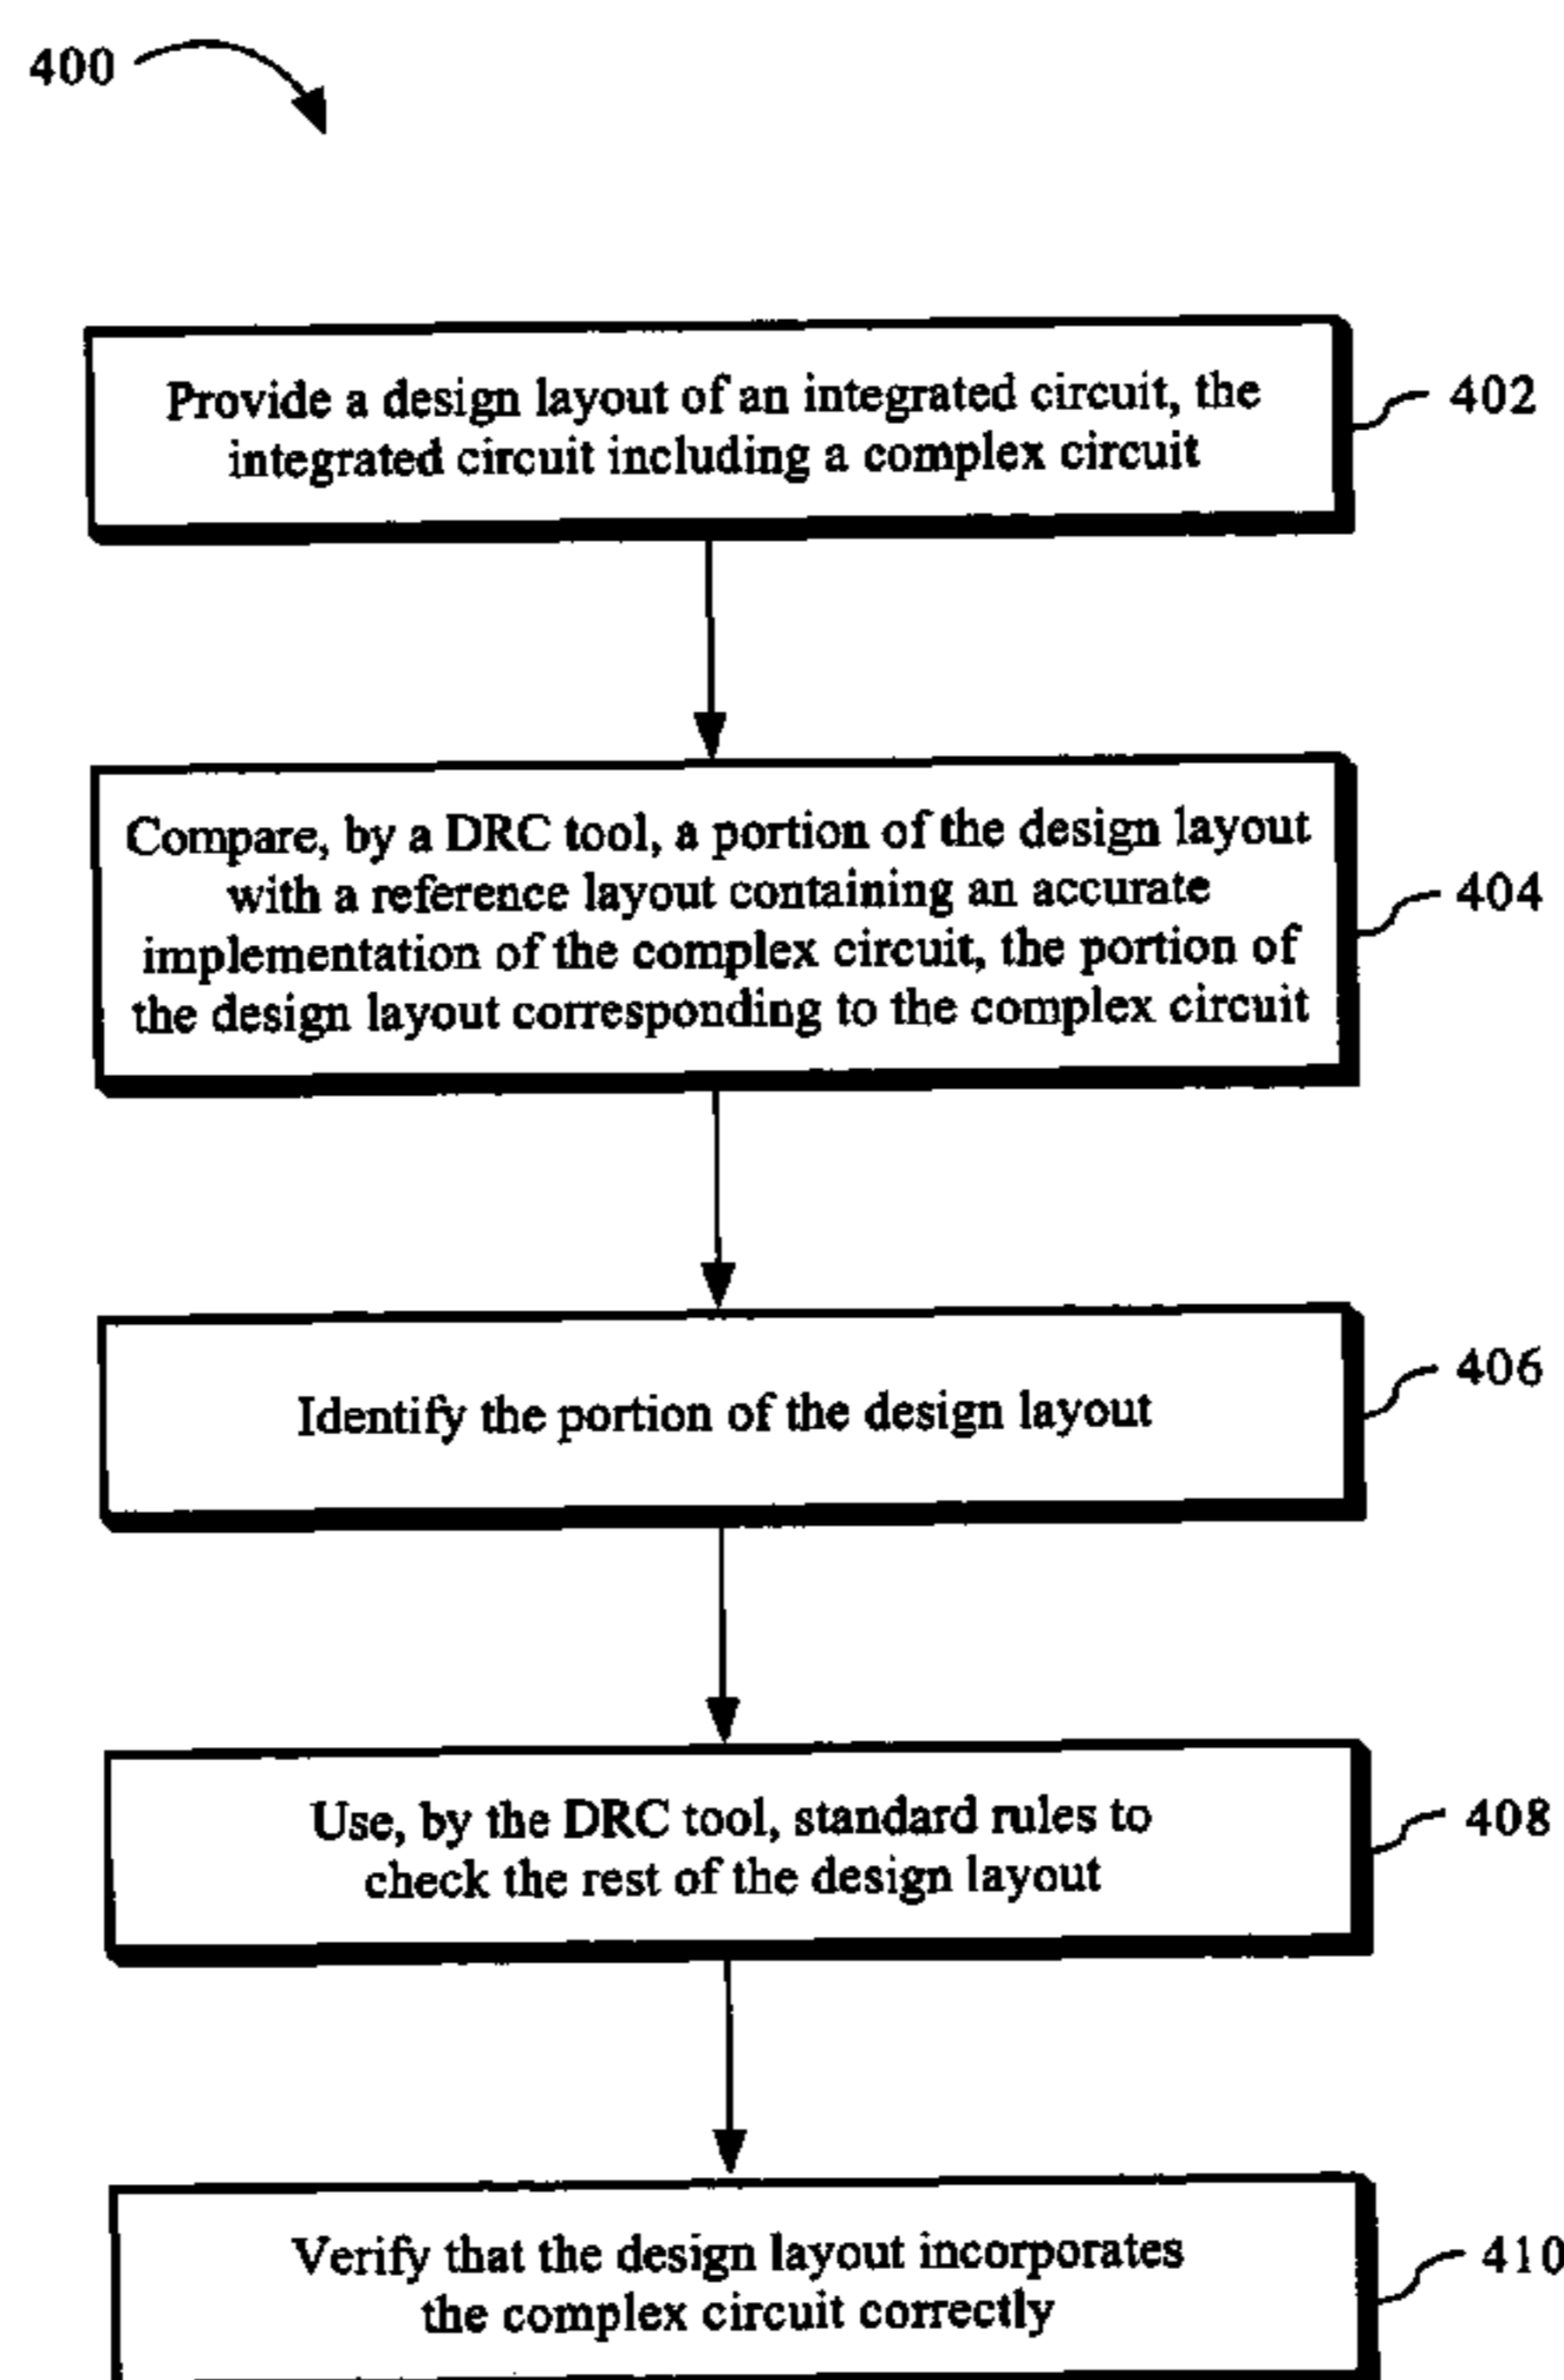 400
Provide a design layout of an integrated circuit, the
integrated circuit including a complex circuit
402
Compare, by a DRC tool, a portion of the design layout
with a reference layout containing an accurate
implementation of the complex circuit, the portion of
the design layout corresponding to the complex circuit
404
Identify the portion of the design layout
406
Use, by the DRC tool, standard rules to
check the rest of the design layout
408
Verify that the design layout incorporates
the complex circuit correctly
410